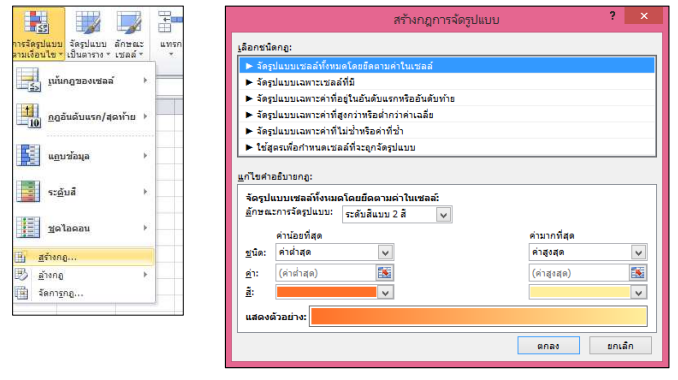 การจัดรูปแบบ จัดรูปแบบ ลักษณะ แทรก
ตามเงื่อนไข เป็นตาราง เซลล์
เน้นกฎของเซลล์
กฎอันดับแรก/สุดท้าย
แถบข้อมูล
ระดับสี
ชุดไอคอน
สร้างกฎ...
ล้างกฎ
จัดการกฎ...
สร้างกฎการจัดรูปแบบ
เลือกชนิดกฎ:
► จัดรูปแบบเซลล์ทั้งหมดโดยยึดตามค่าในเซลล์
► จัดรูปแบบเฉพาะเซลล์ที่มี
► จัดรูปแบบเฉพาะค่าที่อยู่ในอันดับแรกหรืออันดับท้าย
► จัดรูปแบบเฉพาะค่าที่สูงกว่าหรือต่ำกว่าค่าเฉลี่ย
► จัดรูปแบบเฉพาะค่าที่ไม่ซ้ำหรือค่าที่ซ้ำ
► ใช้สูตรเพื่อกำหนดเซลล์ที่จะถูกจัดรูปแบบ
แก้ไขคำอธิบายกฎ:
จัดรูปแบบเซลล์ทั้งหมดโดยยึดตามค่าในเซลล์:
ลักษณะการจัดรูปแบบ: ระดับสีแบบ 2 สี
ค่าน้อยที่สุด ค่ามากที่สุด
ชนิด: ค่าต่ำสุด ค่าสูงสุด
ค่า: (ค่าต่ำสุด) (ค่าสูงสุด)
สี:
แสดงตัวอย่าง:
ตกลง ยกเลิก